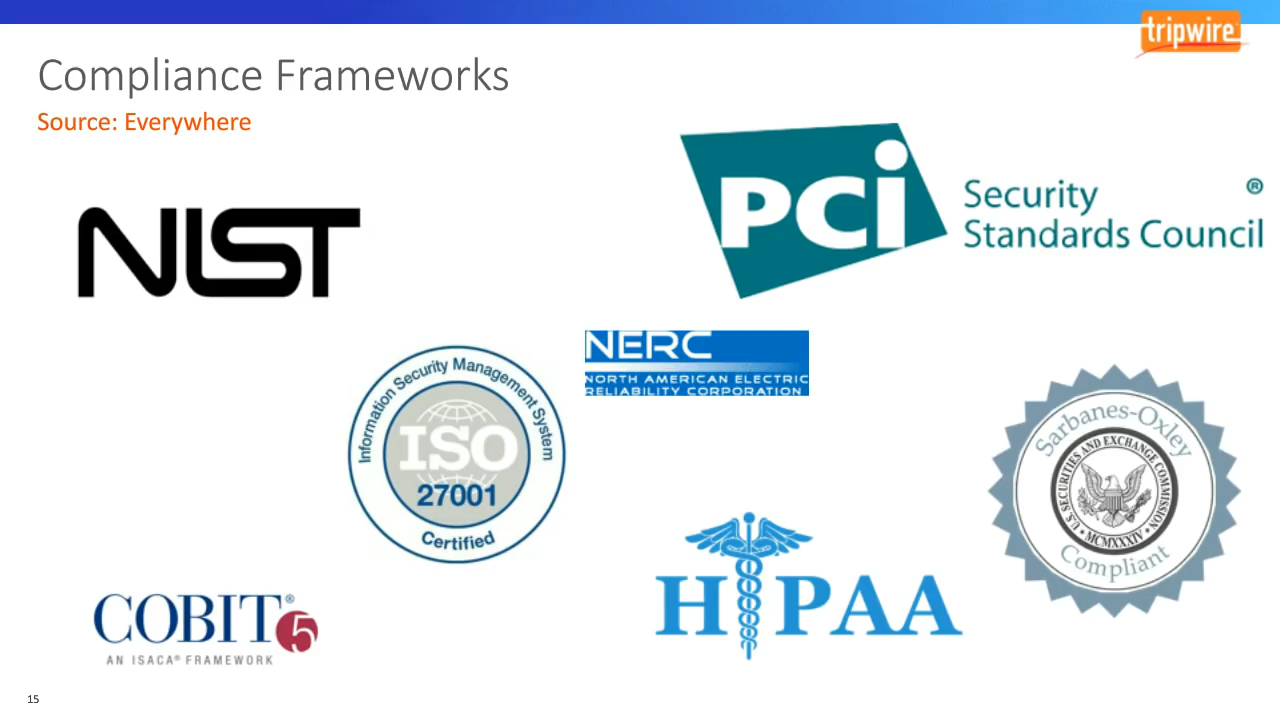 tripwire
Compliance Frameworks
Source: Everywhere
NIST
PCi
Security ®
Standards Council
NERC
NORTH AMERICAN ELECTRIC
RELIABILITY CORPORATION
Information Security Management System
ISO
27001
Certified
Sarbanes-Oxley
U.S. SECURITIES AND EXCHANGE COMMISSION
MCMXXXIV
Compliant
HIPAA
COBIT® 5
AN ISACA® FRAMEWORK
15